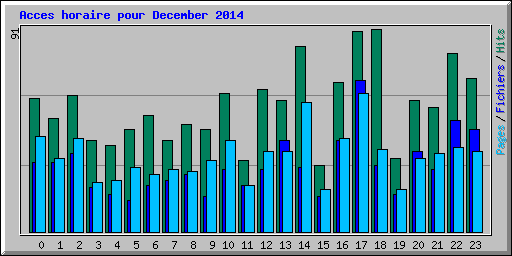 Acces horaire pour December 2014
91
Pages / Fichiers / Hits
0 1 2 3 4 5 6 7 8 9 10 11 12 13 14 15 16 17 18 19 20 21 22 23